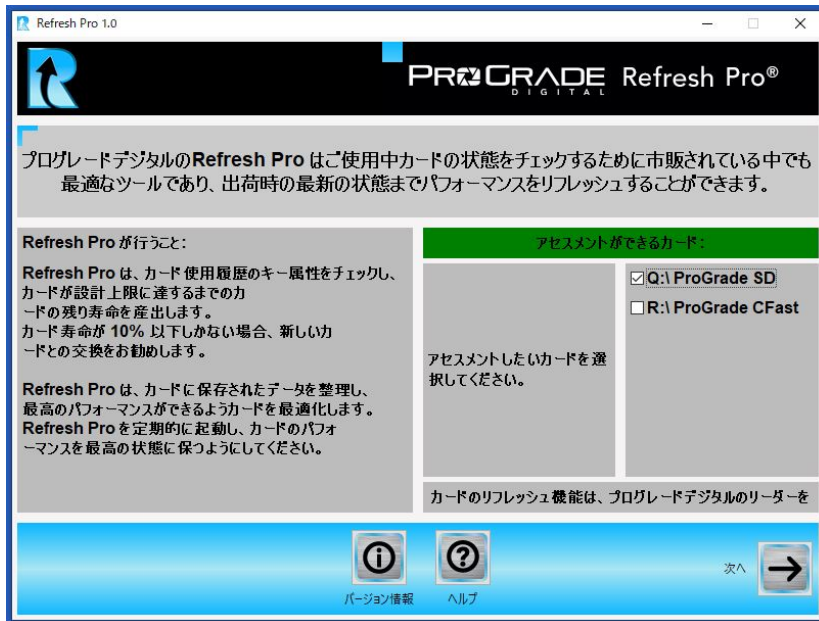 Refresh Pro 1.0
PROGRADE Refresh Pro®
DIGITAL
プログレードデジタルのRefresh Pro はご使用中カードの状態をチェックするために市販されている中でも
最適なツールであり、出荷時の最新の状態までパフォーマンスをリフレッシュすることができます。
Refresh Pro が行うこと:
Refresh Pro は、カード使用履歴のキー属性をチェックし、
カードが設計上限に達するまでのカ
ードの残り寿命を産出します。
カード寿命が 10% 以下しかない場合、新しいカ
ードとの交換をお勧めします。
Refresh Pro は、カードに保存されたデータを整理し、
最高のパフォーマンスができるようカードを最適化します。
Refresh Pro を定期的に起動し、カードのパフォ
ーマンスを最高の状態に保つようにしてください。
アセスメントができるカード:
アセスメントしたいカードを選
択してください。
Q:\ ProGrade SD
R:\ ProGrade CFast
カードのリフレッシュ機能は、プログレードデジタルのリーダーを
バージョン情報
ヘルプ
次へ